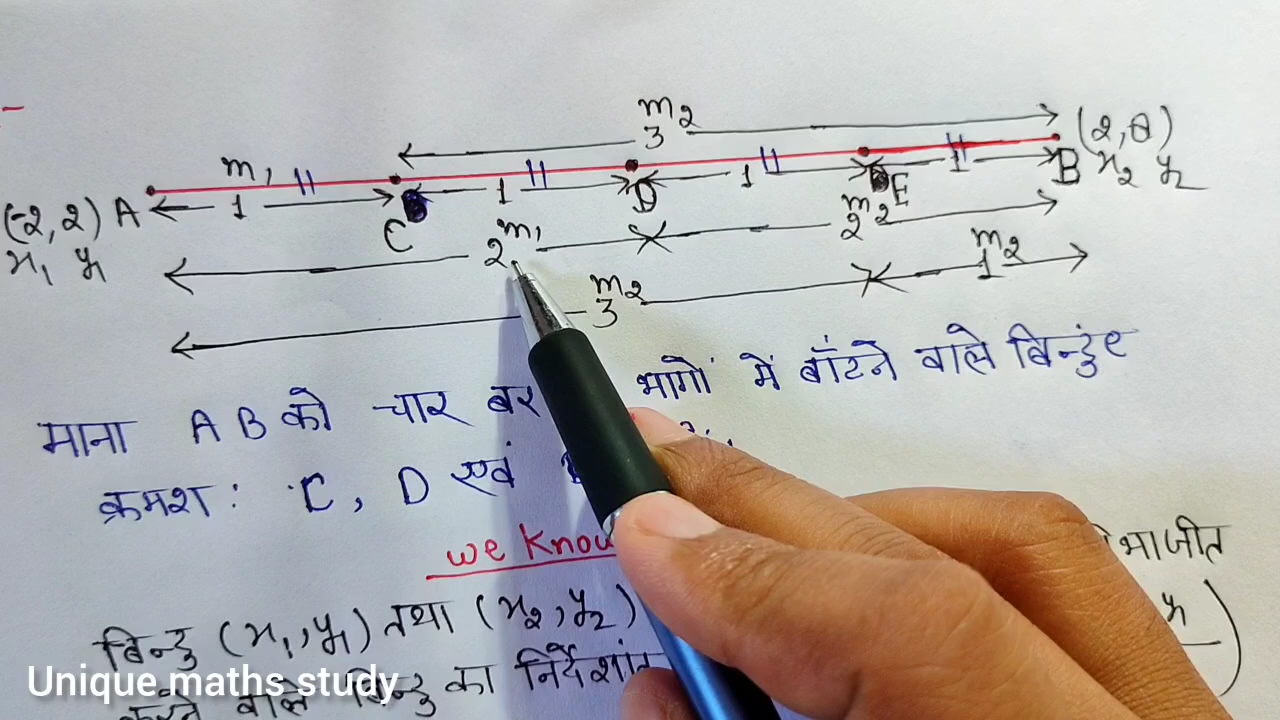 m2
3
(2, 8)
m1
1 1 1 1
(-2, 2) A C D E B x2 y2
x1 y1
2 m1 2 m2
3 m2 1 m2
माना AB को चार बर भागों में बाँटने वाले बिन्दुंए
क्रमश: C, D एवं
we Know
भाजीत
बिन्दु (x1, y1) तथा (x2, y2)
y1
करने वाले बिन्दु का निर्देशांत
Unique maths study